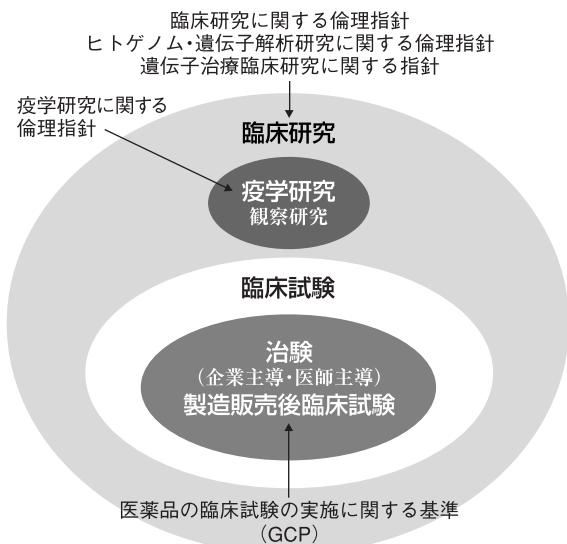 臨床研究に関する倫理指針
ヒトゲノム・遺伝子解析研究に関する倫理指針
遺伝子治療臨床研究に関する指針
疫学研究に関する
倫理指針
臨床研究
疫学研究
観察研究
臨床試験
治験
（企業主導・医師主導）
製造販売後臨床試験
医薬品の臨床試験の実施に関する基準
（GCP）